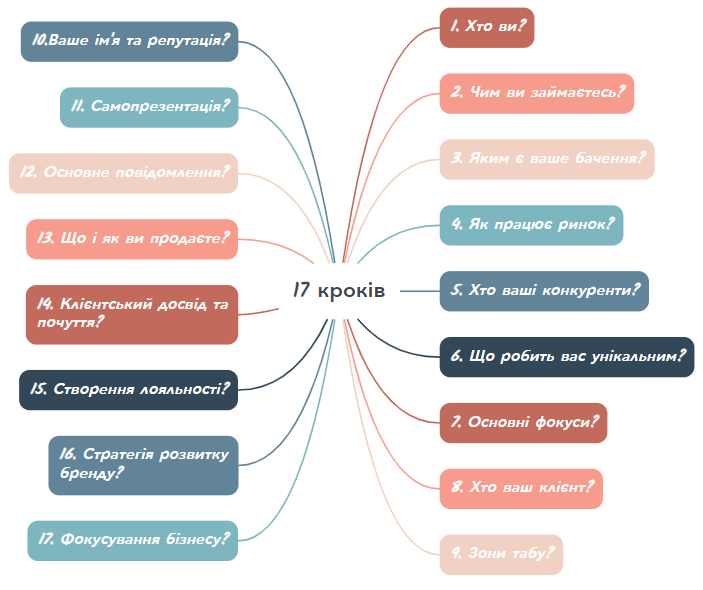 17 кроків
1. Хто ви?
2. Чим ви займаєтесь?
3. Яким є ваше бачення?
4. Як працює ринок?
5. Хто ваші конкуренти?
6. Що робить вас унікальним?
7. Основні фокуси?
8. Хто ваш клієнт?
9. Зони табу?
10.Ваше ім'я та репутація?
11. Самопрезентація?
12. Основне повідомлення?
13. Що і як ви продаєте?
14. Клієнтський досвід та
почуття?
15. Створення лояльності?
16. Стратегія розвитку
бренду?
17. Фокусування бізнесу?